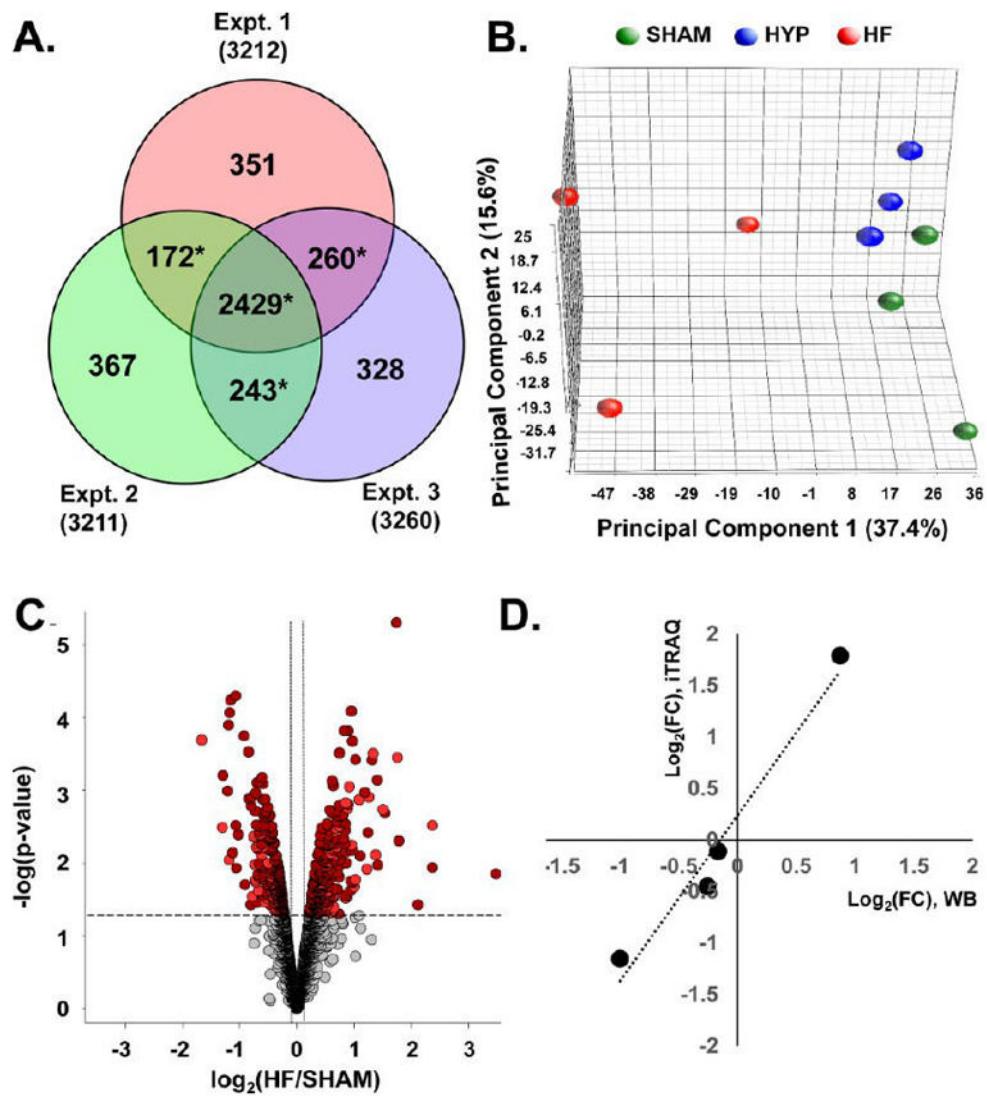 A.
Expt. 1
(3212)
351
172*
260*
2429*
367
243*
328
Expt. 2
(3211)
Expt. 3
(3260)
B.
SHAM HYP HF
Principal Component 2 (15.6%)
25
18.7
12.4
6.1
-0.2
-6.5
-12.8
-19.3
-25.4
-31.7
-47 -38 -29 -19 -10 -1 8 17 26 36
Principal Component 1 (37.4%)
C
-log(p-value)
5
4
3
2
1
0
-3 -2 -1 0 1 2 3
log2(HF/SHAM)
D.
Log2(FC), iTRAQ
2
1.5
1
0.5
0
0.5
-1
-1.5
-2
1.5 -1 -0.5 0 0.5 1 1.5 2
Log2(FC), WB